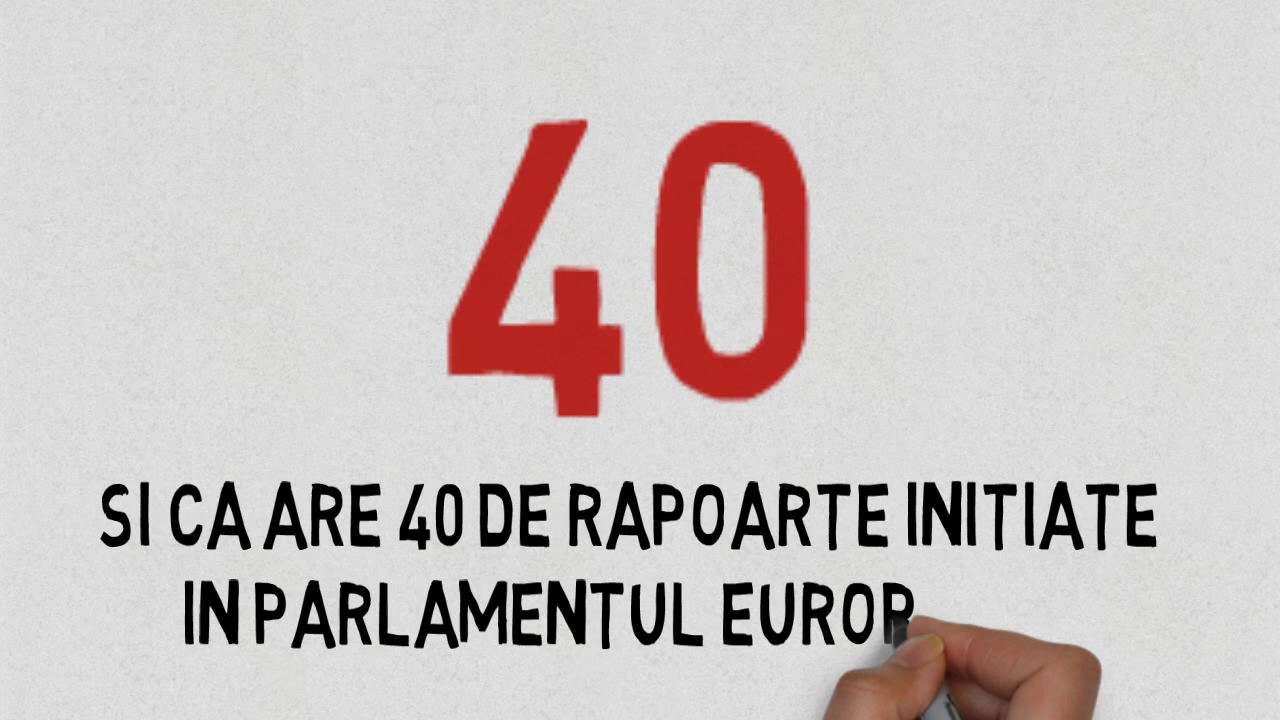 40
SI CA ARE 40 DE RAPOARTE INITIATE
IN PARLAMENTUL EUROP